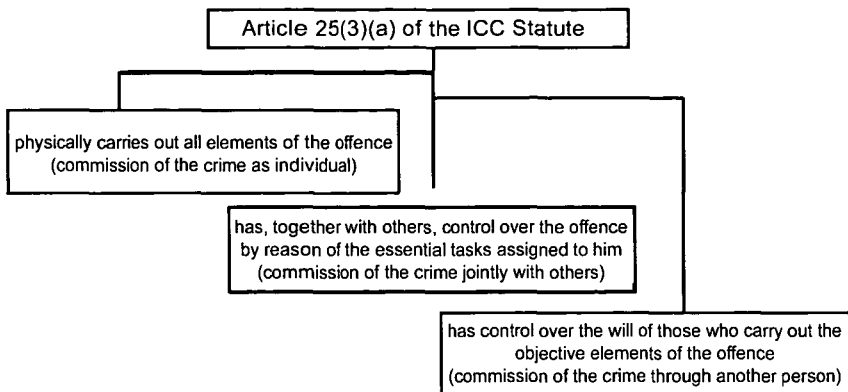 Article 25(3)(a) of the ICC Statute
physically carries out all elements of the offence
(commission of the crime as individual)
has, together with others, control over the offence
by reason of the essential tasks assigned to him
(commission of the crime jointly with others)
has control over the will of those who carry out the
objective elements of the offence
(commission of the crime through another person)